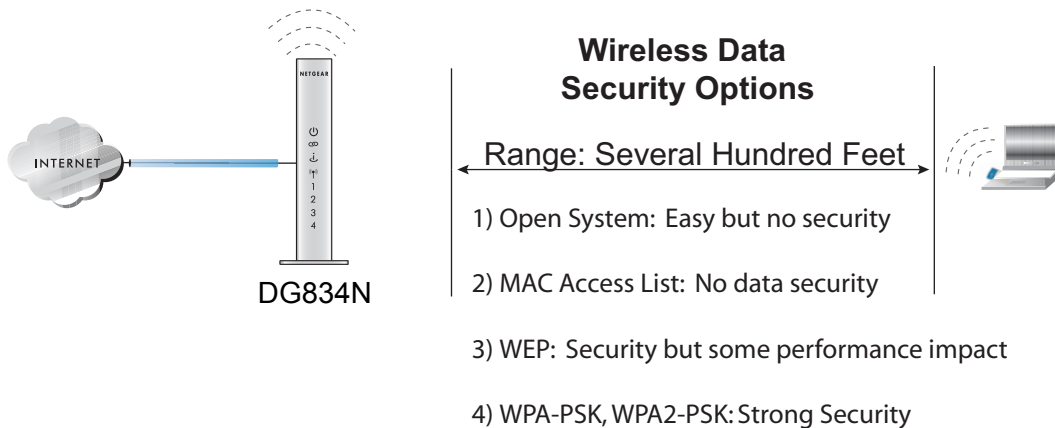 Wireless Data
Security Options
NETGEAR
INTERNET
Range: Several Hundred Feet
1
2
3
4
DG834N
1) Open System: Easy but no security
2) MAC Access List: No data security
3) WEP: Security but some performance impact
4) WPA-PSK, WPA2-PSK: Strong Security